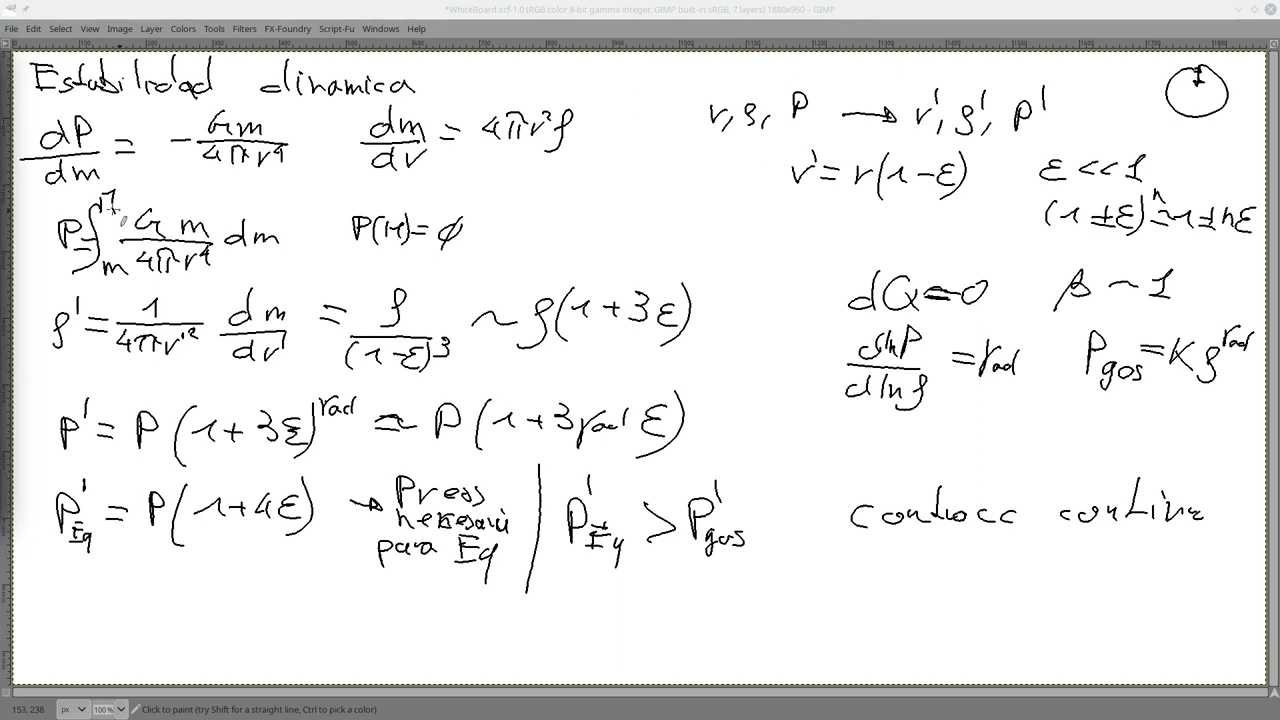 *WhiteBoard.xcf-1.0 (RGB color 8-bit gamma integer, GIMP built-in sRGB, 7 layers) 1880x950 – GIMP
File Edit Select View Image Layer Colors Tools Filters FX-Foundry Script-Fu Windows Help
Estabilidad dinamica
dP/dm = - Gm/4πr⁴   dm/dr = 4πr²ρ
r, ρ, P → r', ρ', P'
r' = r(1-ε)   ε << 1
(1 ± ε)ⁿ ≈ 1 ± nε
P = ∫ₘᴹ Gm/4πr⁴ dm   P(M) = ϕ
dQ = 0   β ~ 1
ρ' = 1/4πr'² dm/dr' = ρ/(1-ε)³ ~ ρ(1+3ε)
dlnP/dlnρ = γad   Pgas = Kρ^γad
P' = P(1+3ε)^γad ≈ P(1+3γad ε)
P'Eq = P(1+4ε) → Pres
para Eq | P'Eq > P'gas
153, 238 px 100% Click to paint (try Shift for a straight line, Ctrl to pick a color)